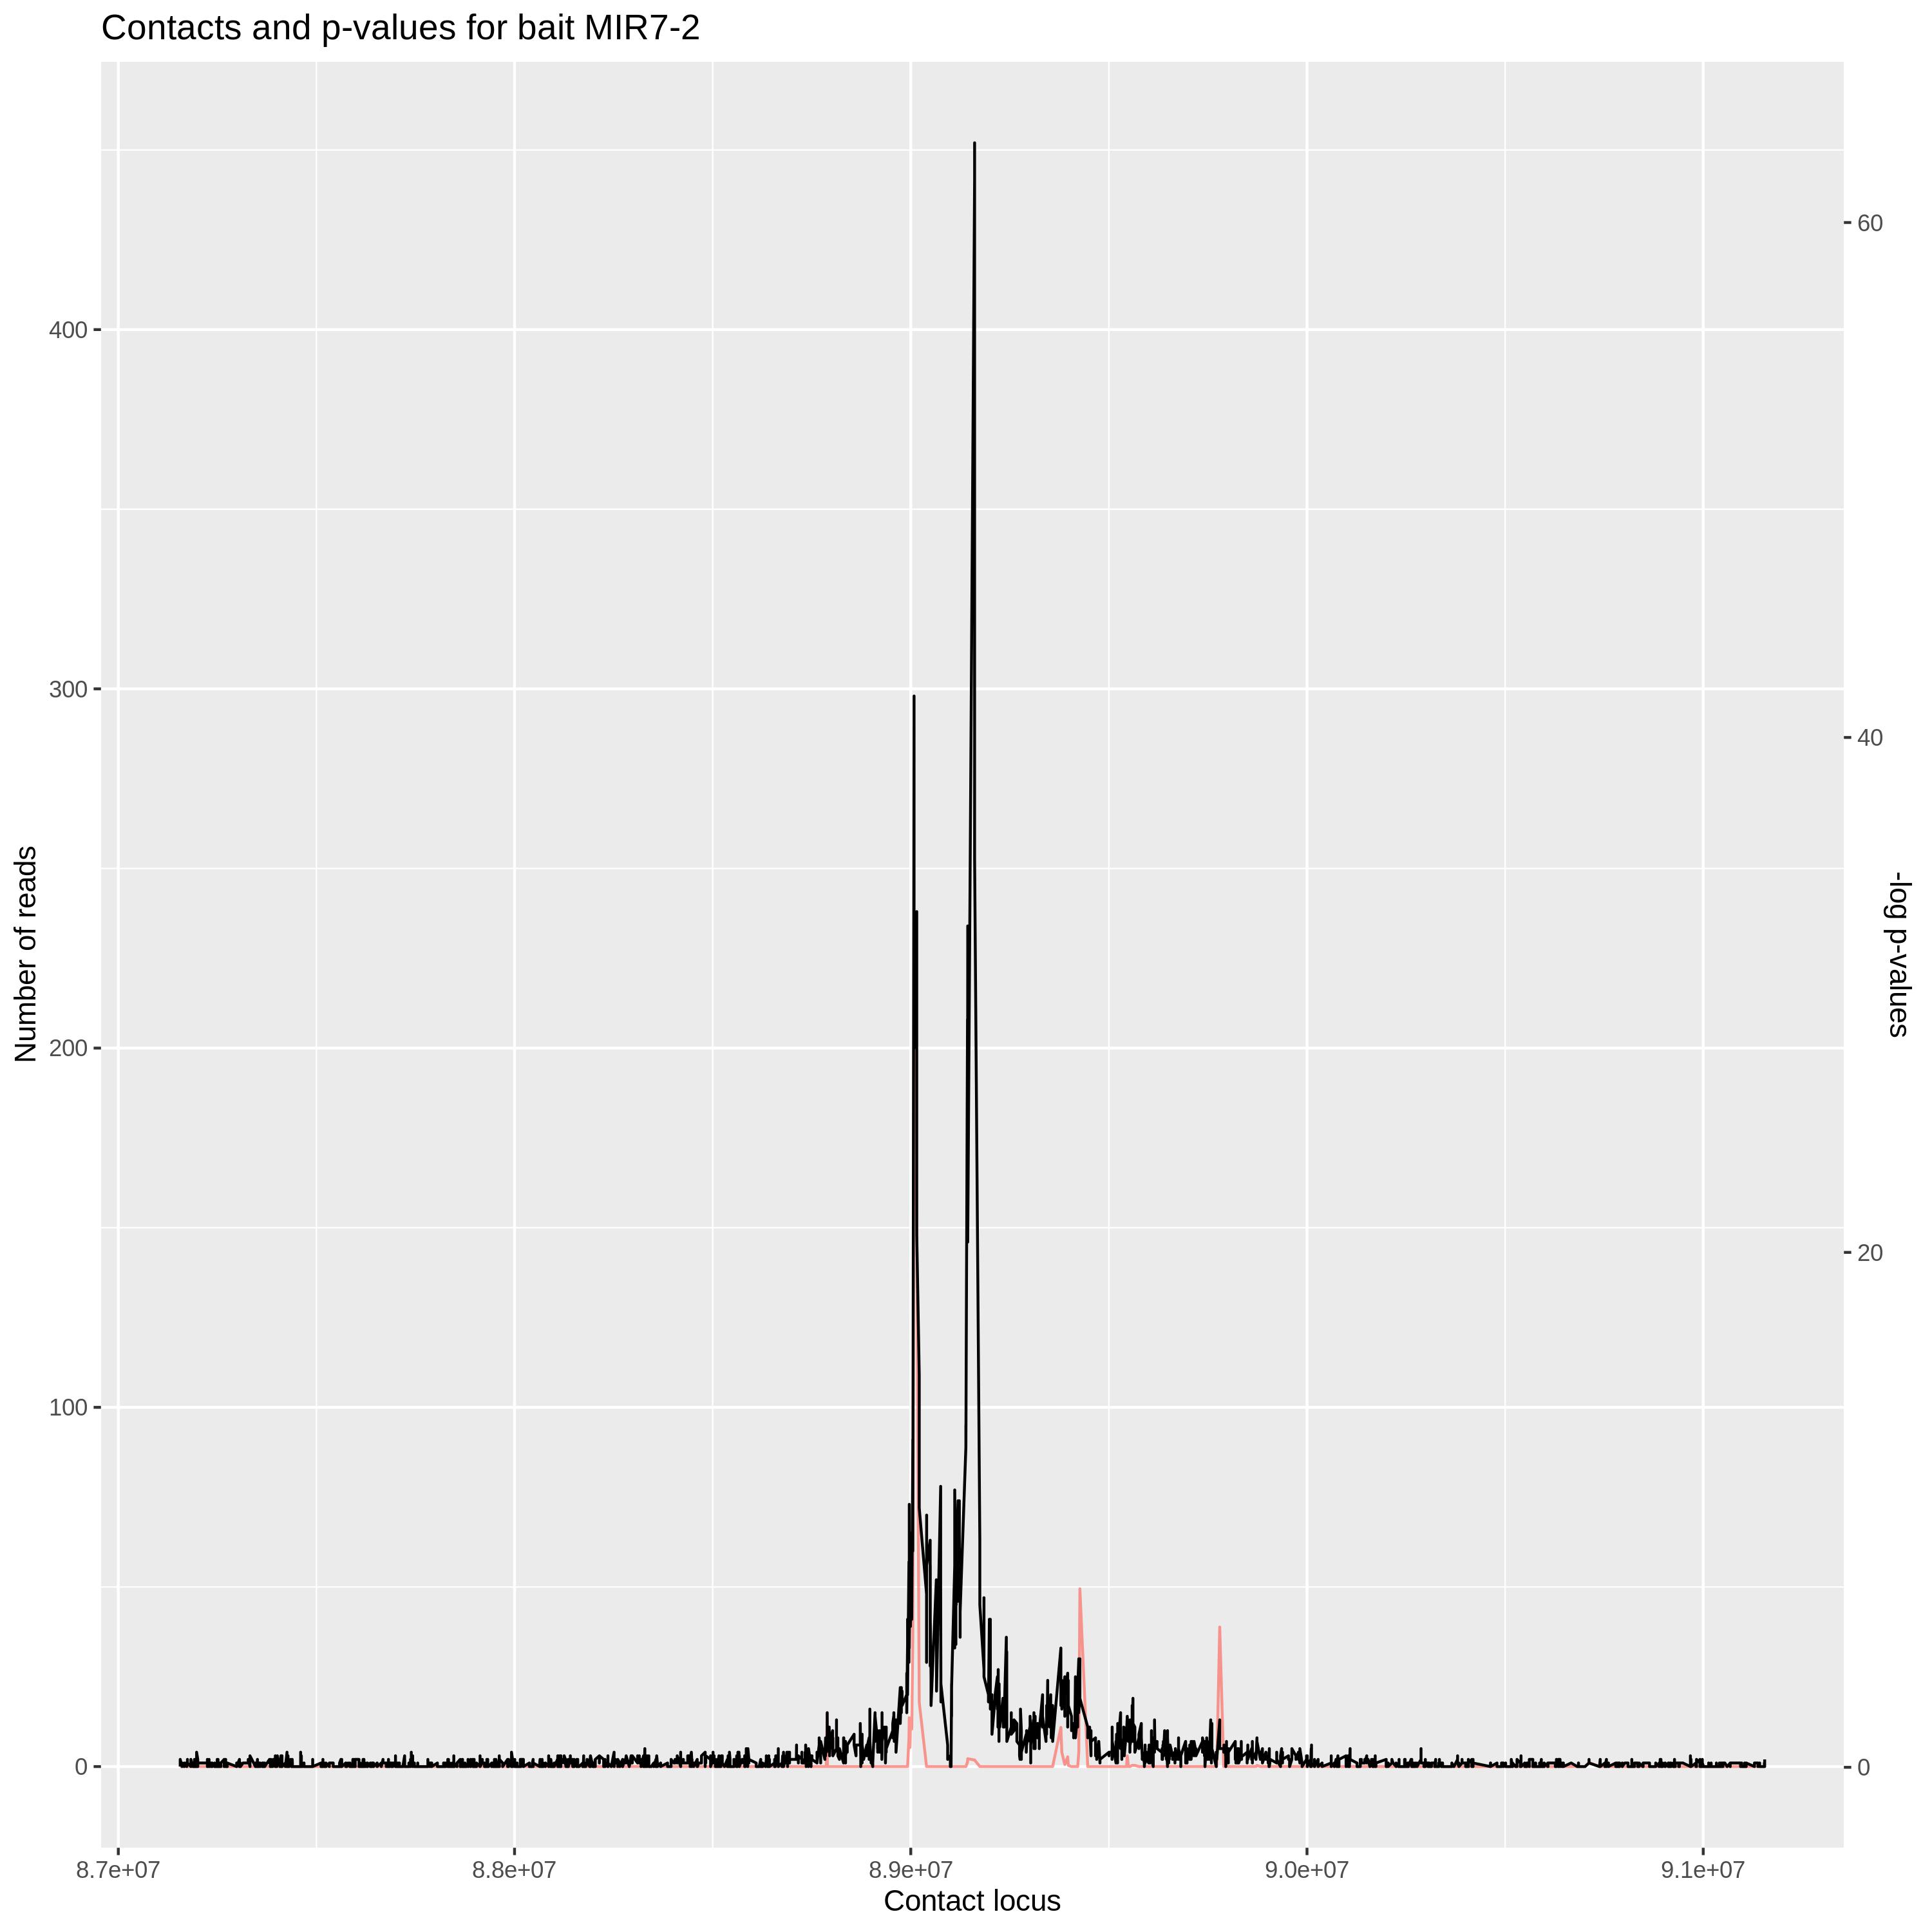 Contacts and p-values for bait MIR7-2
Number of reads
400
300
200
100
0
60
40
20
0
-log p-values
8.7e+07 8.8e+07 8.9e+07 9.0e+07 9.1e+07
Contact locus